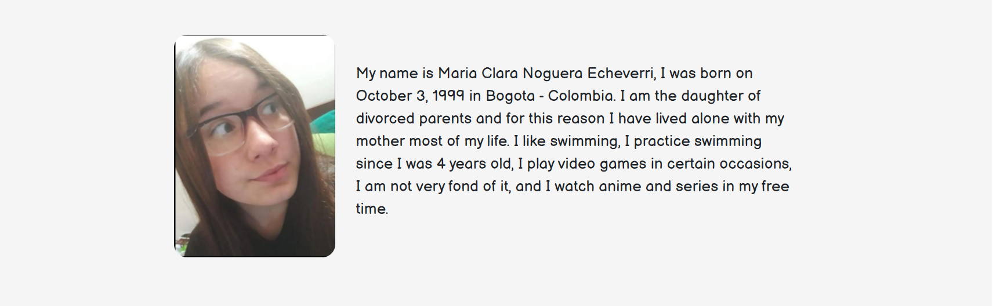 My name is Maria Clara Noguera Echeverri, I was born on
October 3, 1999 in Bogota - Colombia. I am the daughter of
divorced parents and for this reason I have lived alone with my
mother most of my life. I like swimming, I practice swimming
since I was 4 years old, I play video games in certain occasions,
I am not very fond of it, and I watch anime and series in my free
time.